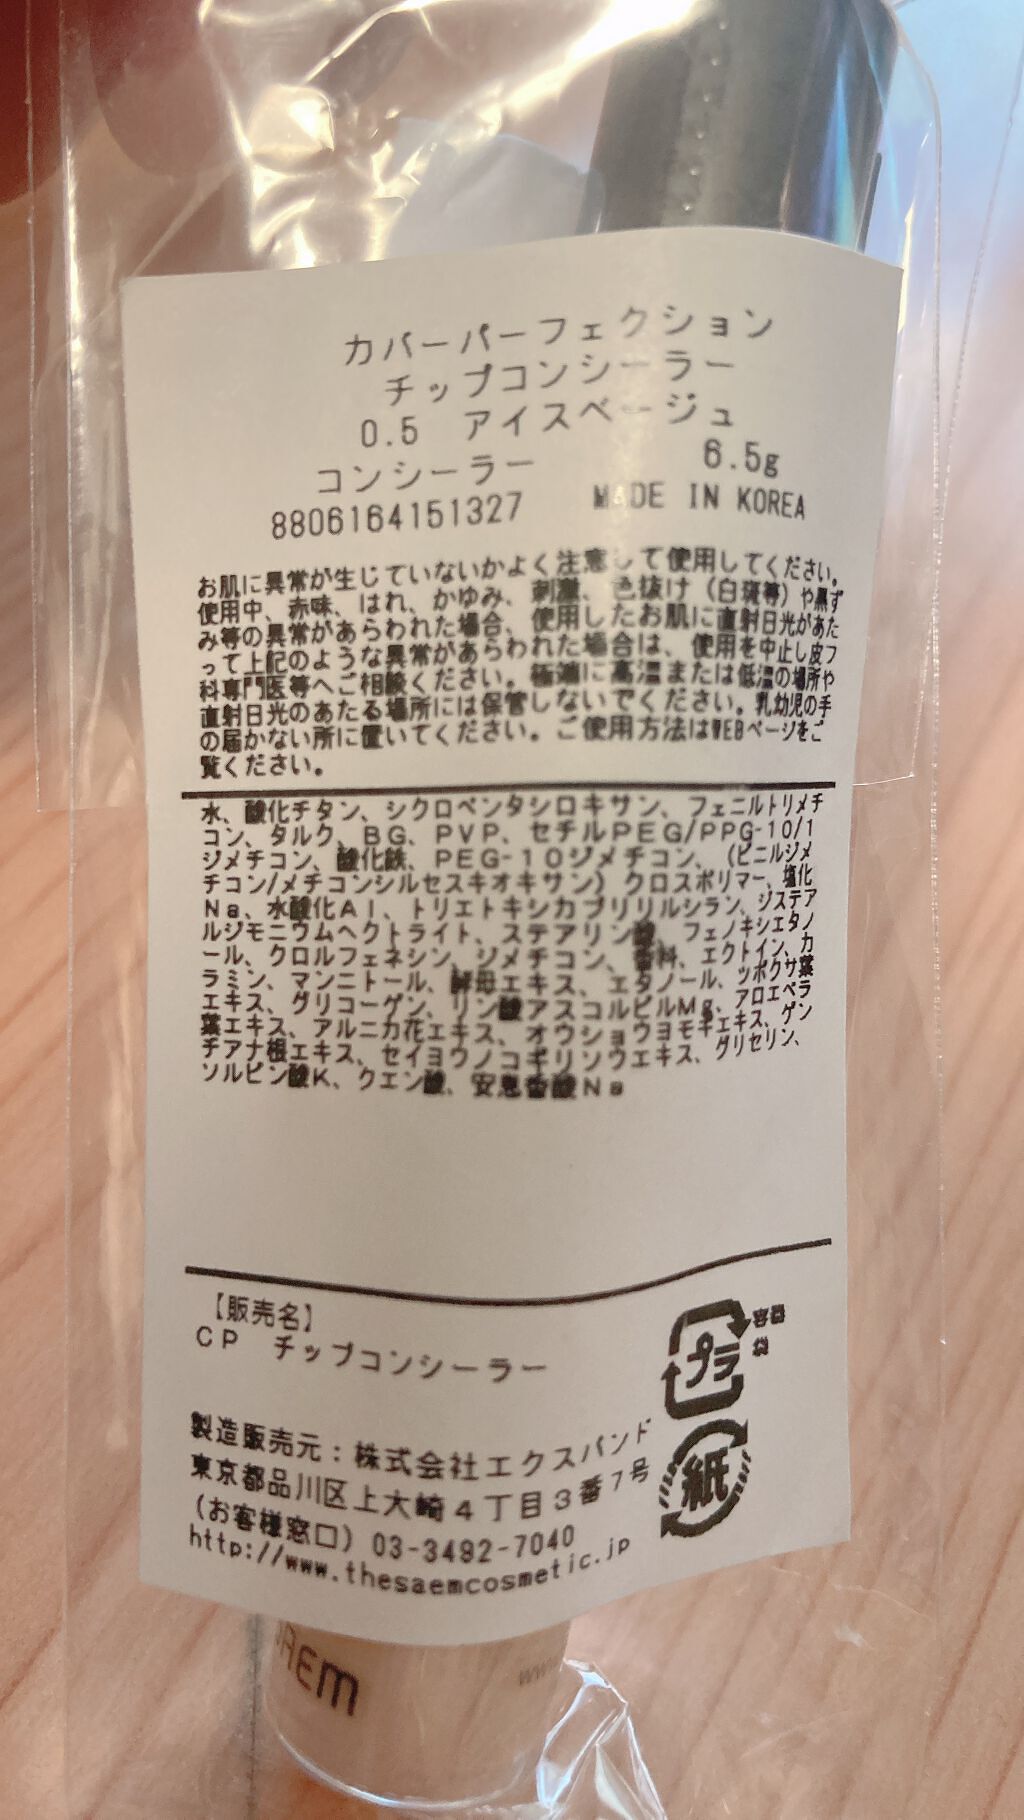 カバーパーフェクション
チップコンシーラー
0.5 アイスベージュ
コンシーラー 6.5g
8806164151327 MADE IN KOREA
お肌に異常が生じていないかよく注意して使用してください。
使用中、赤味、はれ、かゆみ、刺激、色抜け（白斑等）や黒ず
み等の異常があらわれた場合、使用したお肌に直射日光があた
って上記のような異常があらわれた場合は、使用を中止し皮フ
科専門医等へご相談ください。極端に高温または低温の場所や
直射日光のあたる場所には保管しないでください。乳幼児の手
の届かない所に置いてください。ご使用方法はWEBページをご
覧ください。
水、酸化チタン、シクロペンタシロキサン、フェニルトリメチ
コン、タルク、BG、PVP、セチルPEG/PPG-10/1
ジメチコン、酸化鉄、PEG-10ジメチコン、（ビニルジメ
チコン/メチコンシルセスキオキサン）クロスポリマー、塩化
Na、水酸化Al、トリエトキシカプリリルシラン、ジステア
ルジモニウムヘクトライト、ステアリン酸、フェノキシエタノ
ール、クロルフェネシン、ジメチコン、香料、エクトイン、カ
ラミン、マンニトール、酵母エキス、エタノール、ツボクサ葉
エキス、グリコーゲン、リン酸アスコルビルMg、アロエベラ
葉エキス、アルニカ花エキス、オウショウヨモギエキス、ゲン
チアナ根エキス、セイヨウノコギリソウエキス、グリセリン、
ソルビン酸K、クエン酸、安息香酸Na
【販売名】
CP チップコンシーラー
プラ
容器
袋
紙
製造販売元：株式会社エクスパンド
東京都品川区上大崎4丁目3番7号
（お客様窓口）03-3492-7040
http://www.thesaemcosmetic.jp
AEM
www